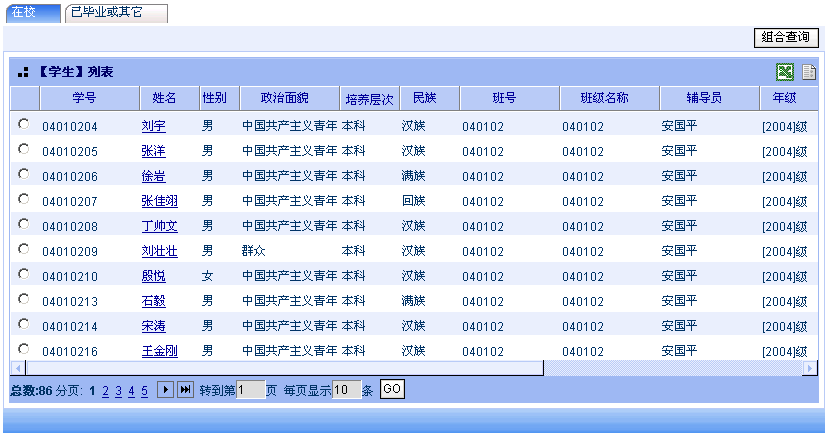 在校 已毕业或其它
组合查询
【学生】列表
学号 姓名 性别 政治面貌 培养层次 民族 班号 班级名称 辅导员 年级
04010204 刘宇 男 中国共产主义青年 本科 汉族 040102 040102 安国平 [2004]级
04010205 张洋 男 中国共产主义青年 本科 汉族 040102 040102 安国平 [2004]级
04010206 徐岩 男 中国共产主义青年 本科 满族 040102 040102 安国平 [2004]级
04010207 张佳翊 男 中国共产主义青年 本科 回族 040102 040102 安国平 [2004]级
04010208 丁帅文 男 中国共产主义青年 本科 汉族 040102 040102 安国平 [2004]级
04010209 刘壮壮 男 群众 本科 汉族 040102 040102 安国平 [2004]级
04010210 殷悦 女 中国共产主义青年 本科 汉族 040102 040102 安国平 [2004]级
04010213 石毅 男 中国共产主义青年 本科 满族 040102 040102 安国平 [2004]级
04010214 宋涛 男 中国共产主义青年 本科 汉族 040102 040102 安国平 [2004]级
04010216 王金刚 男 中国共产主义青年 本科 汉族 040102 040102 安国平 [2004]级
总数:86 分页: 1 2 3 4 5 转到第 1 页 每页显示 10 条 GO